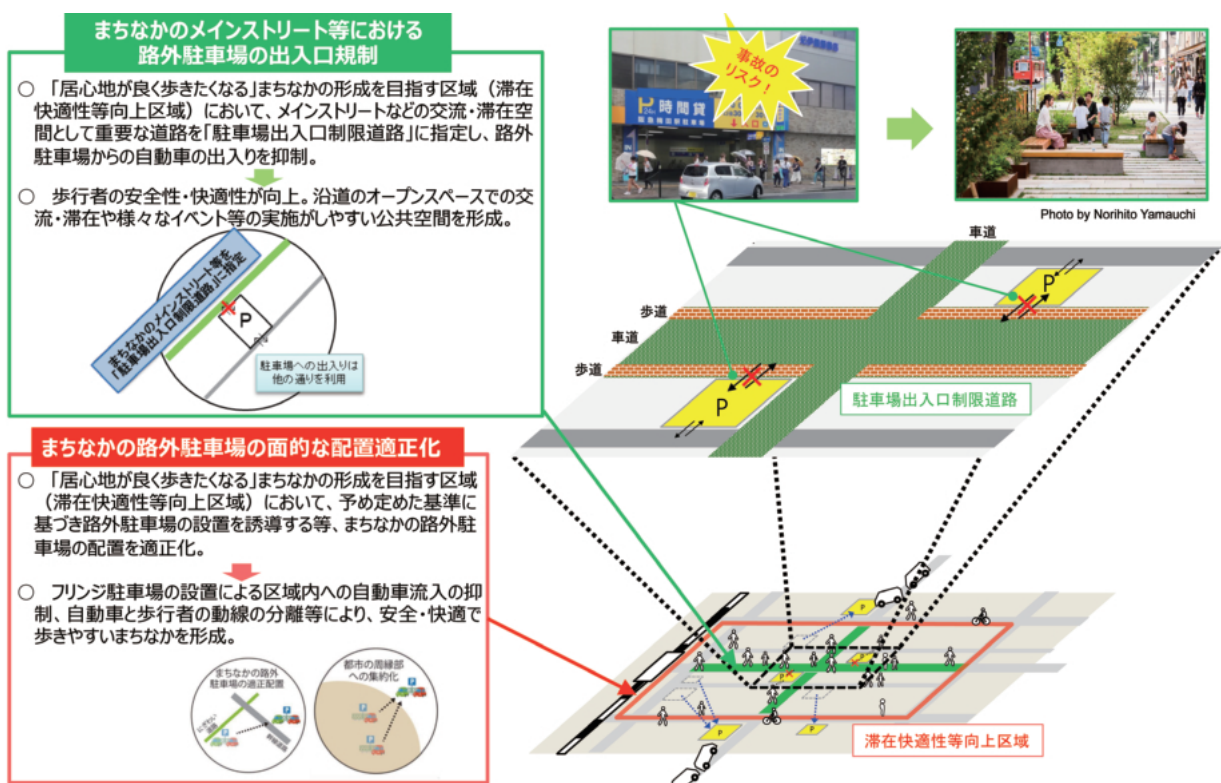 まちなかのメインストリート等における
路外駐車場の出入口規制
○ 「居心地が良く歩きたくなる」まちなかの形成を目指す区域（滞在
快適性等向上区域）において、メインストリートなどの交流・滞在空
間として重要な道路を「駐車場出入口制限道路」に指定し、路外
駐車場からの自動車の出入りを抑制。
○ 歩行者の安全性・快適性が向上。沿道のオープンスペースでの交
流・滞在や様々なイベント等の実施がしやすい公共空間を形成。
まちなかのメインストリート等を
「駐車場出入口制限道路」に指定
P
駐車場への出入りは
他の通りを利用
まちなかの路外駐車場の面的な配置適正化
○ 「居心地が良く歩きたくなる」まちなかの形成を目指す区域
（滞在快適性等向上区域）において、予め定めた基準に
基づき路外駐車場の設置を誘導する等、まちなかの路外駐
車場の配置を適正化。
○ フリンジ駐車場の設置による区域内への自動車流入の抑
制、自動車と歩行者の動線の分離等により、安全・快適で
歩きやすいまちなかを形成。
まちなかの路外
駐車場の適正配置
P
P
幹線道路
都市の周縁部
への集約化
P
P
P
事故の
リスク！
時間貸
Photo by Norihito Yamauchi
車道
P
歩道
車道
歩道
P
駐車場出入口制限道路
P
P
P
P
P
滞在快適性等向上区域